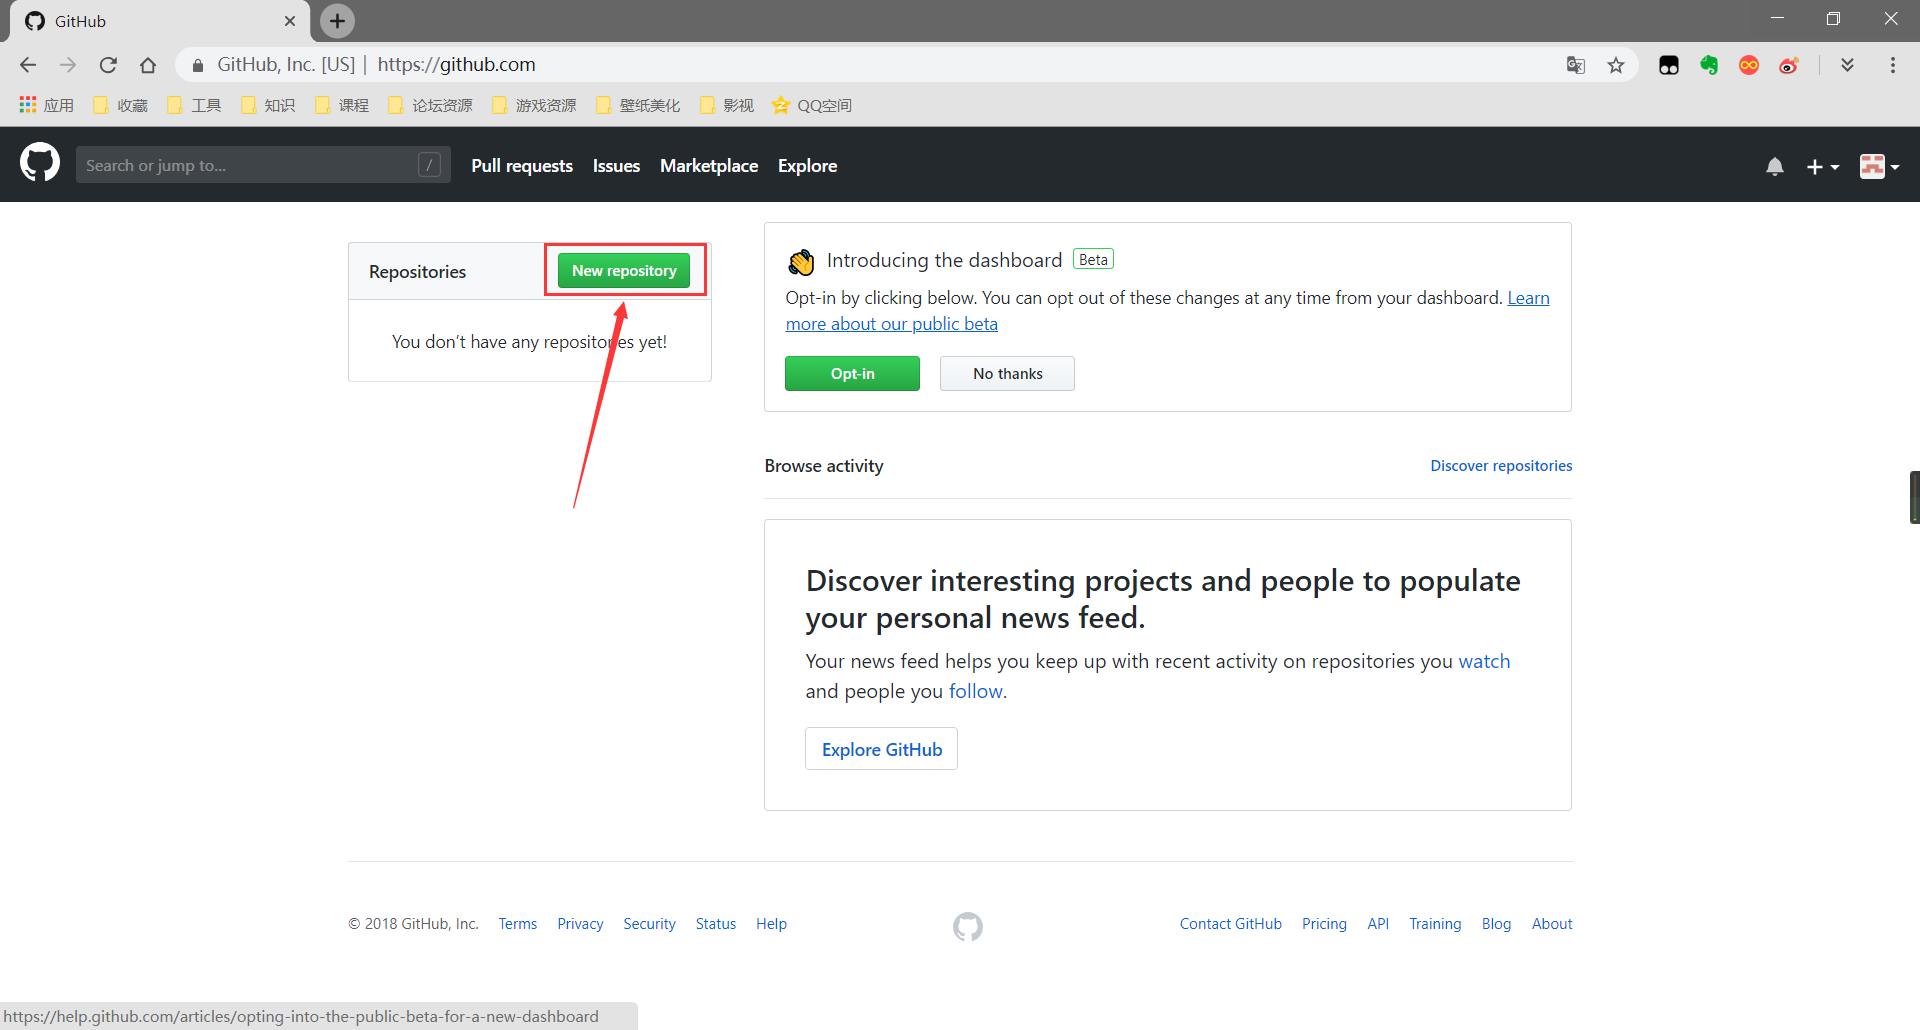 GitHub
GitHub, Inc. [US] | https://github.com
应用 收藏 工具 知识 课程 论坛资源 游戏资源 壁纸美化 影视 QQ空间
Search or jump to... / Pull requests Issues Marketplace Explore
Repositories New repository
You don't have any repositories yet!
Introducing the dashboard Beta
Opt-in by clicking below. You can opt out of these changes at any time from your dashboard. Learn
more about our public beta
Opt-in No thanks
Browse activity Discover repositories
Discover interesting projects and people to populate
your personal news feed.
Your news feed helps you keep up with recent activity on repositories you watch
and people you follow.
Explore GitHub
© 2018 GitHub, Inc. Terms Privacy Security Status Help Contact GitHub Pricing API Training Blog About
https://help.github.com/articles/opting-into-the-public-beta-for-a-new-dashboard